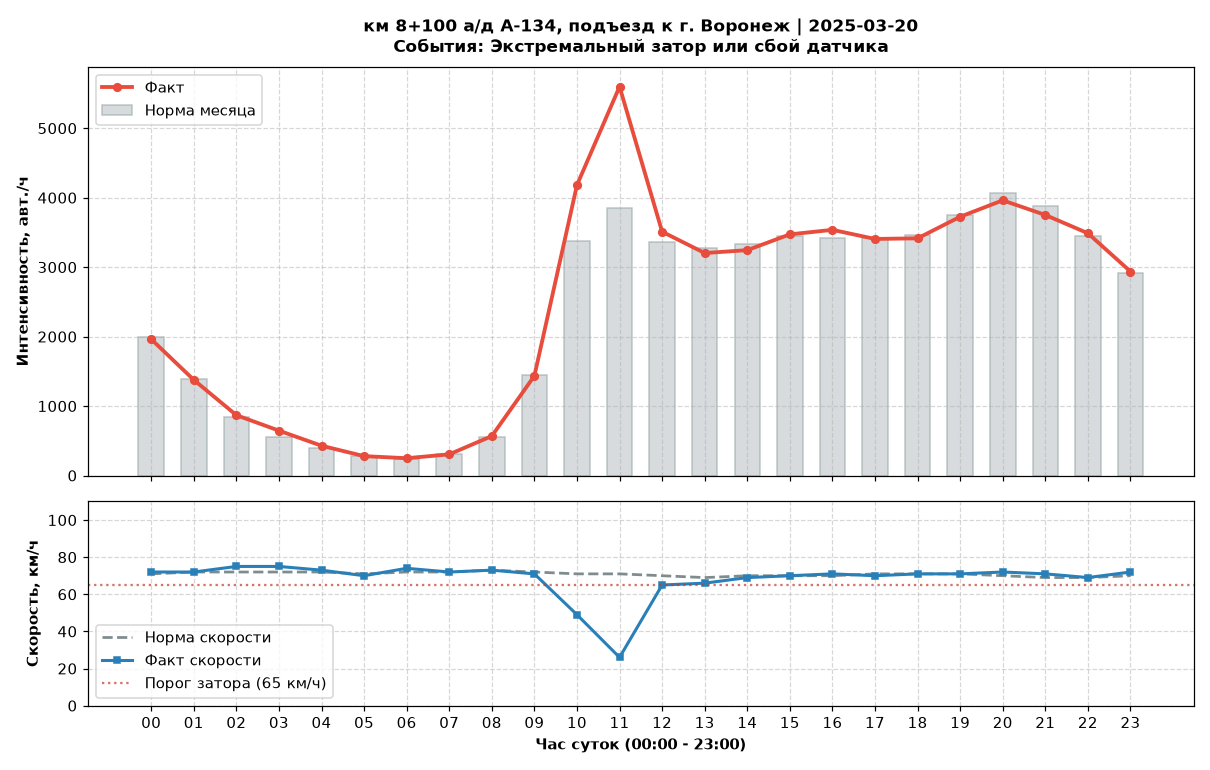 км 8+100 а/д А-134, подъезд к г. Воронеж | 2025-03-20
События: Экстремальный затор или сбой датчика
Факт
Норма месяца
Интенсивность, авт./ч
5000
4000
3000
2000
1000
0
Скорость, км/ч
100
80
60
40
20
0
Норма скорости
Факт скорости
Порог затора (65 км/ч)
00 01 02 03 04 05 06 07 08 09 10 11 12 13 14 15 16 17 18 19 20 21 22 23
Час суток (00:00 - 23:00)